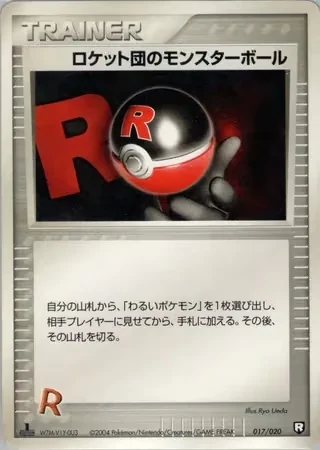 TRAINER
ロケット団のモンスターボール
R
R
自分の山札から、「わるいポケモン」を1枚選び出し、
相手プレイヤーに見せてから、手札に加える。その後、
その山札を切る。
R
Illus.Ryo Ueda
©2004 Pokémon/Nintendo/Creatures/GAME FREAK.
017/020
R